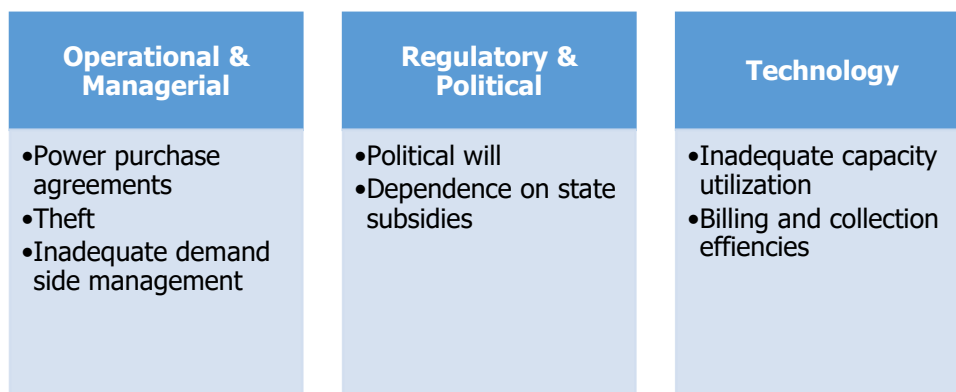 Operational &
Managerial
•Power purchase
agreements
•Theft
•Inadequate demand
side management
Regulatory &
Political
•Political will
•Dependence on state
subsidies
Technology
•Inadequate capacity
utilization
•Billing and collection
effiencies